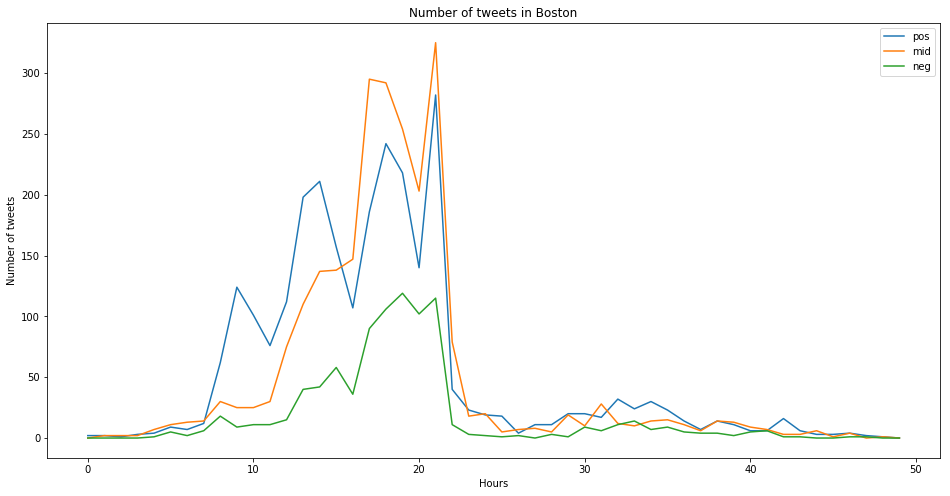 Number of tweets in Boston
pos
mid
neg
300
250
200
150
100
50
0
Number of tweets
0 10 20 30 40 50
Hours